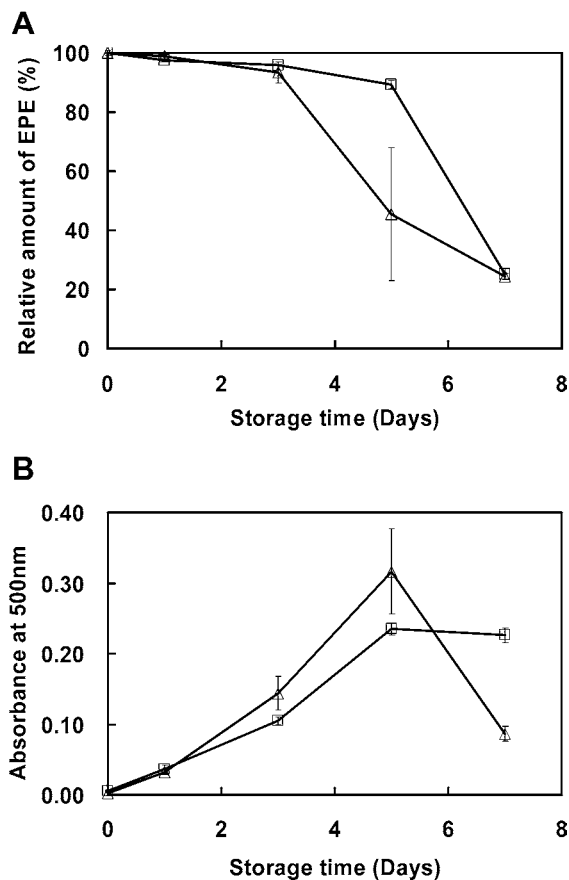 A
Relative amount of EPE (%)
100
80
60
40
20
0
0 2 4 6 8
Storage time (Days)
B
Absorbance at 500nm
0.40
0.30
0.20
0.10
0.00
0 2 4 6 8
Storage time (Days)